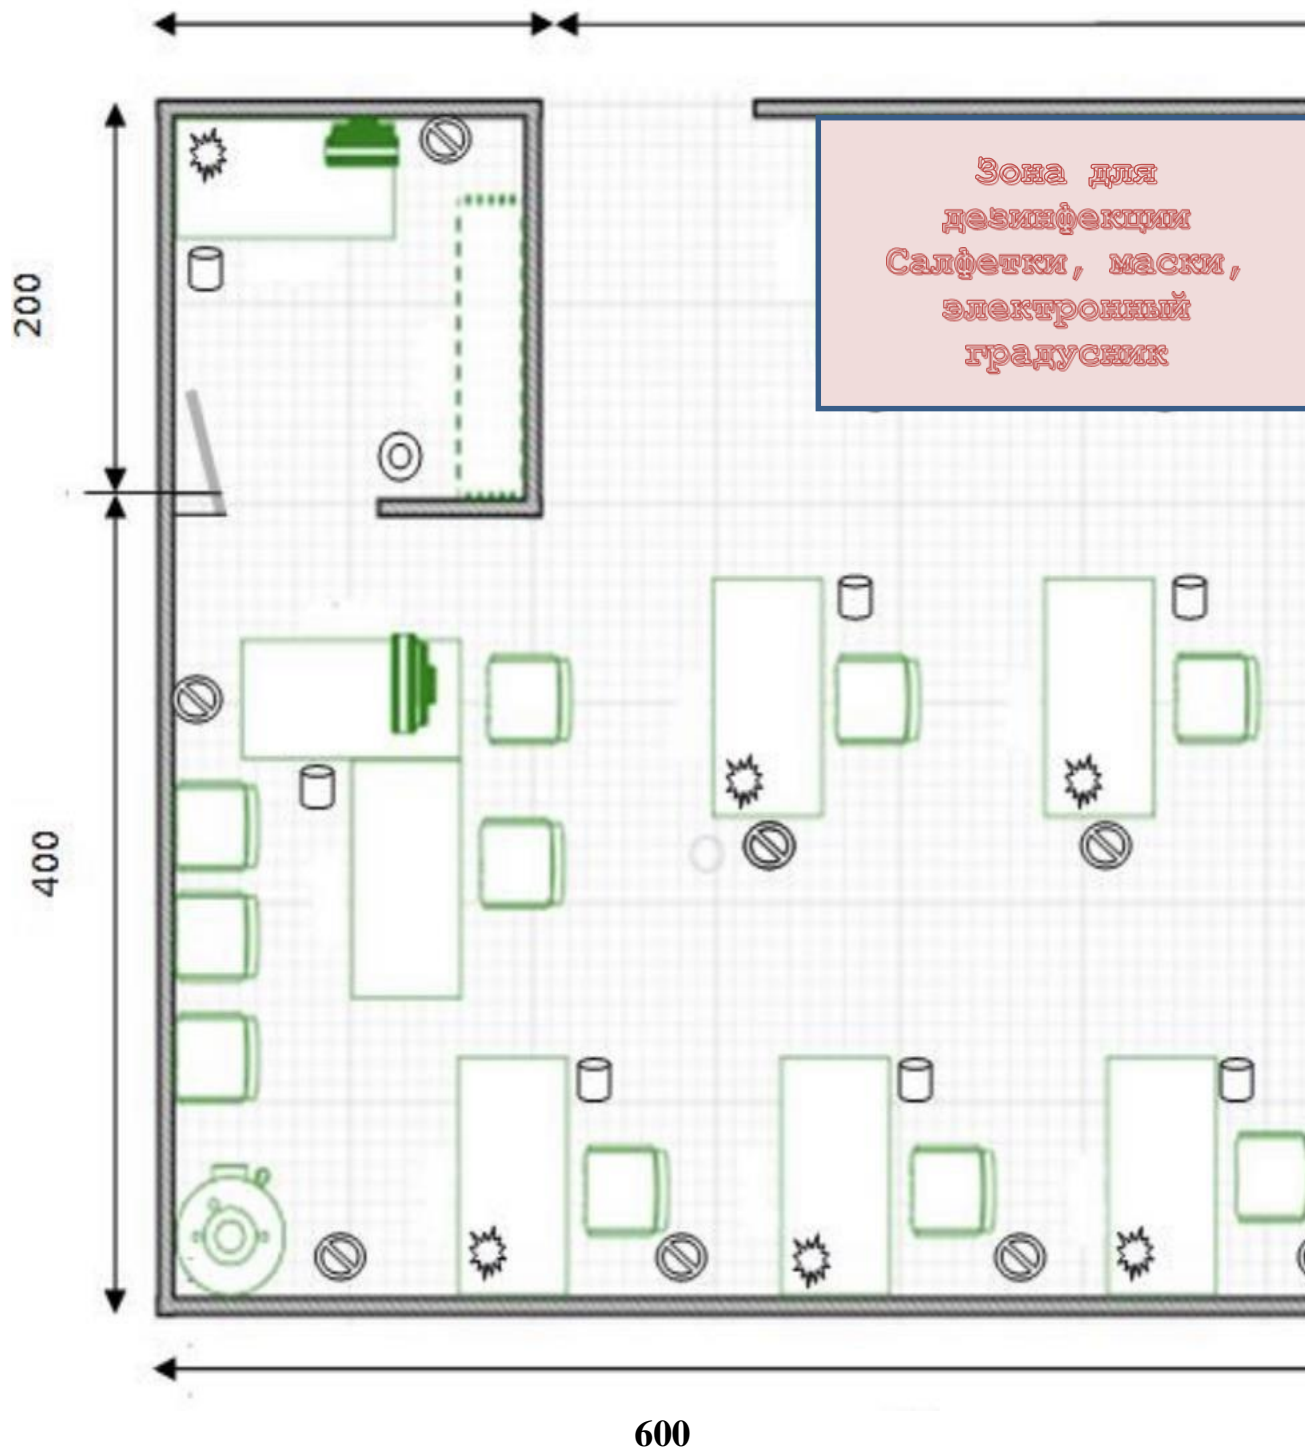 Зона для
дезинфекции
Салфетки, маски,
электронный
градусник
200
400
600